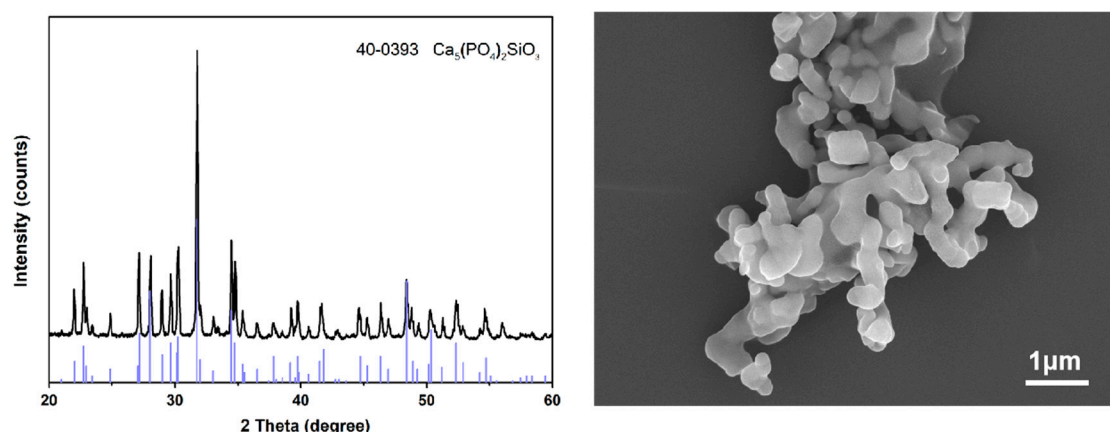 40-0393 Ca₅(PO₄)₂SiO₃
Intensity (counts)
20 30 40 50 60
2 Theta (degree)
1μm